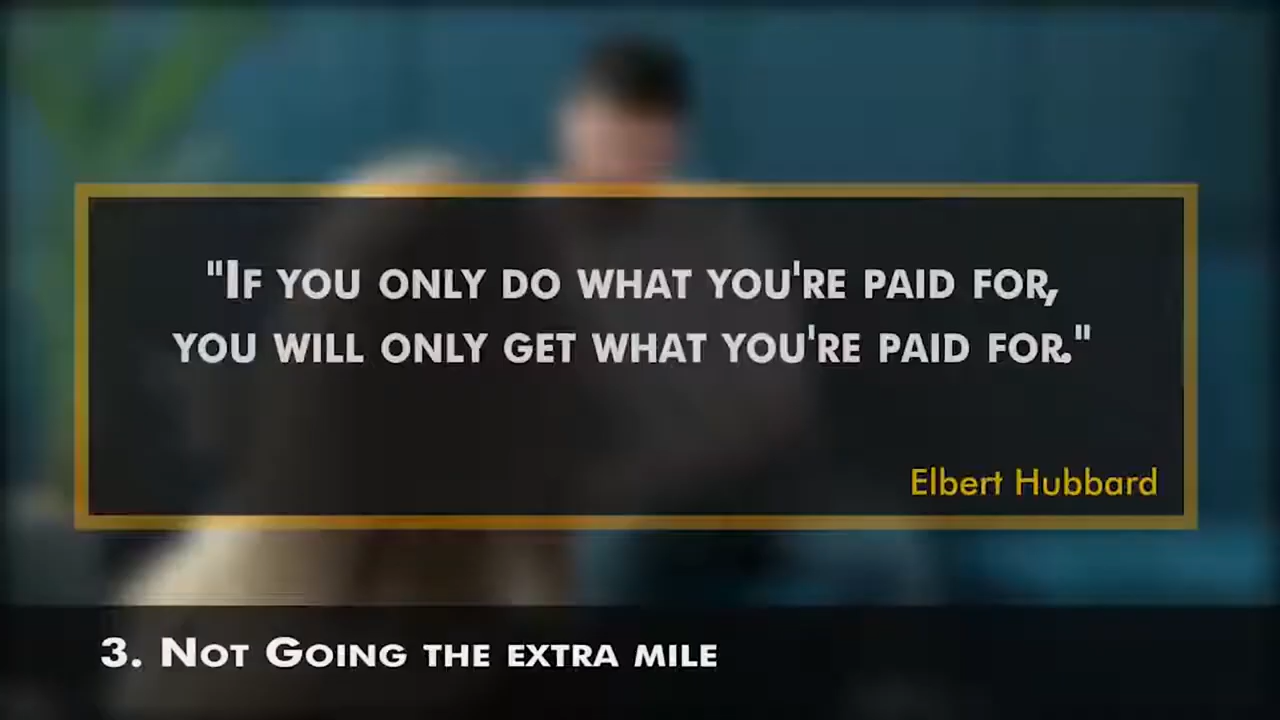 "If you only do what you're paid for,
you will only get what you're paid for."
Elbert Hubbard
3. Not Going the extra mile